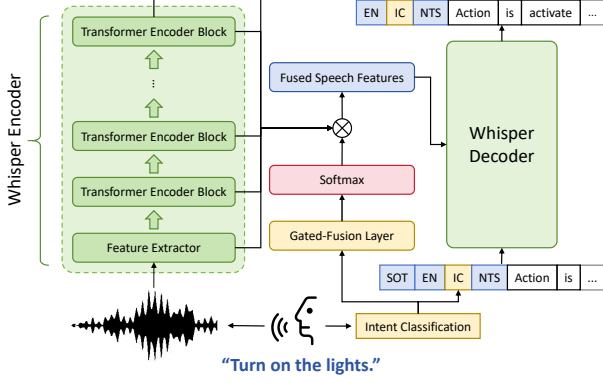 EN IC NTS Action is activate ...
Transformer Encoder Block
...
Transformer Encoder Block
Transformer Encoder Block
Feature Extractor
Whisper Encoder
Fused Speech Features
Softmax
Gated-Fusion Layer
Whisper
Decoder
SOT EN IC NTS Action is ...
Intent Classification
“Turn on the lights.”